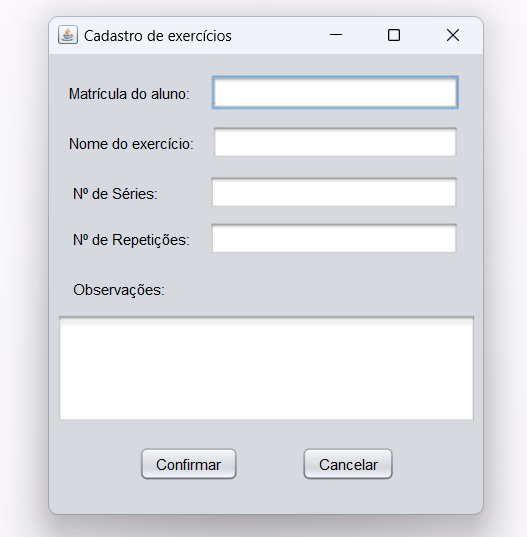 Cadastro de exercícios
Matrícula do aluno:
Nome do exercício:
Nº de Séries:
Nº de Repetições:
Observações:
Confirmar Cancelar